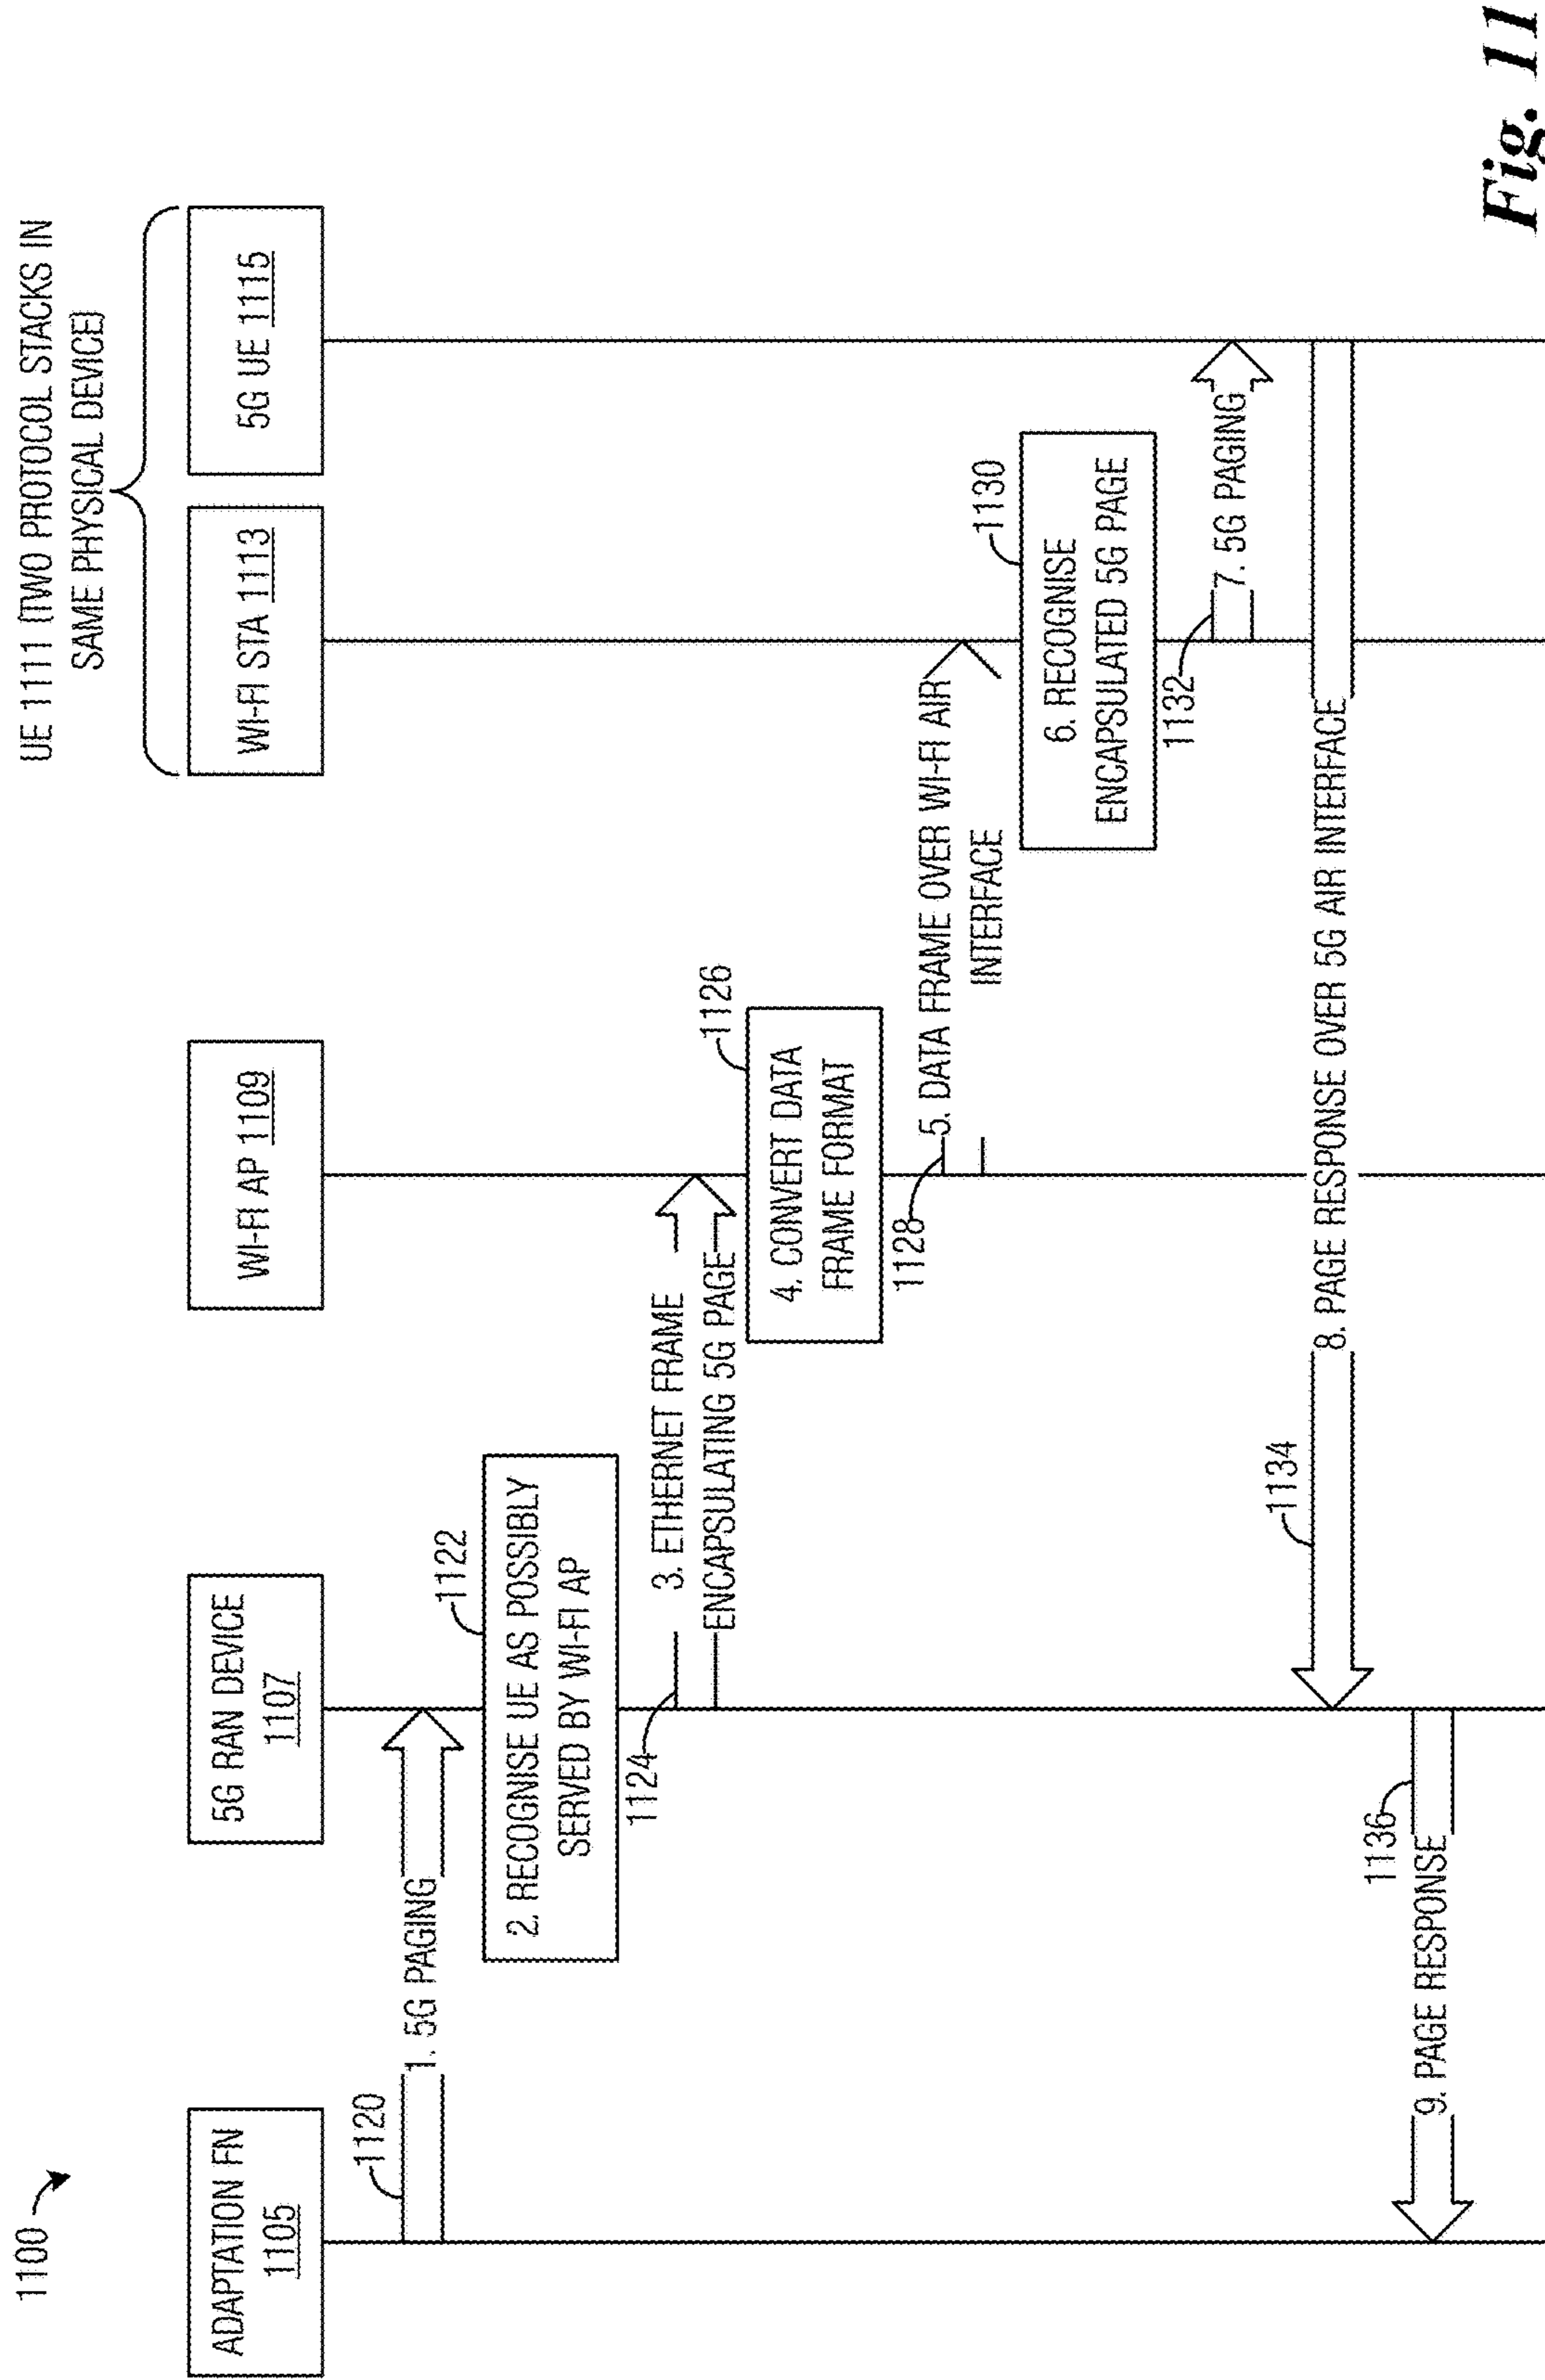 1100
UE 1111 (TWO PROTOCOL STACKS IN
SAME PHYSICAL DEVICE)
ADAPTATION FN
1105
5G RAN DEVICE
1107
WI-FI AP 1109
WI-FI STA 1113
5G UE 1115
1120
1. 5G PAGING
1122
2. RECOGNISE UE AS POSSIBLY
SERVED BY WI-FI AP
1124
3. ETHERNET FRAME
ENCAPSULATING 5G PAGE
1126
4. CONVERT DATA
FRAME FORMAT
1128
5. DATA FRAME OVER WI-FI AIR
INTERFACE
1130
6. RECOGNISE
ENCAPSULATED 5G PAGE
1132
7. 5G PAGING
1134
8. PAGE RESPONSE OVER 5G AIR INTERFACE
1136
9. PAGE RESPONSE
Fig. 11